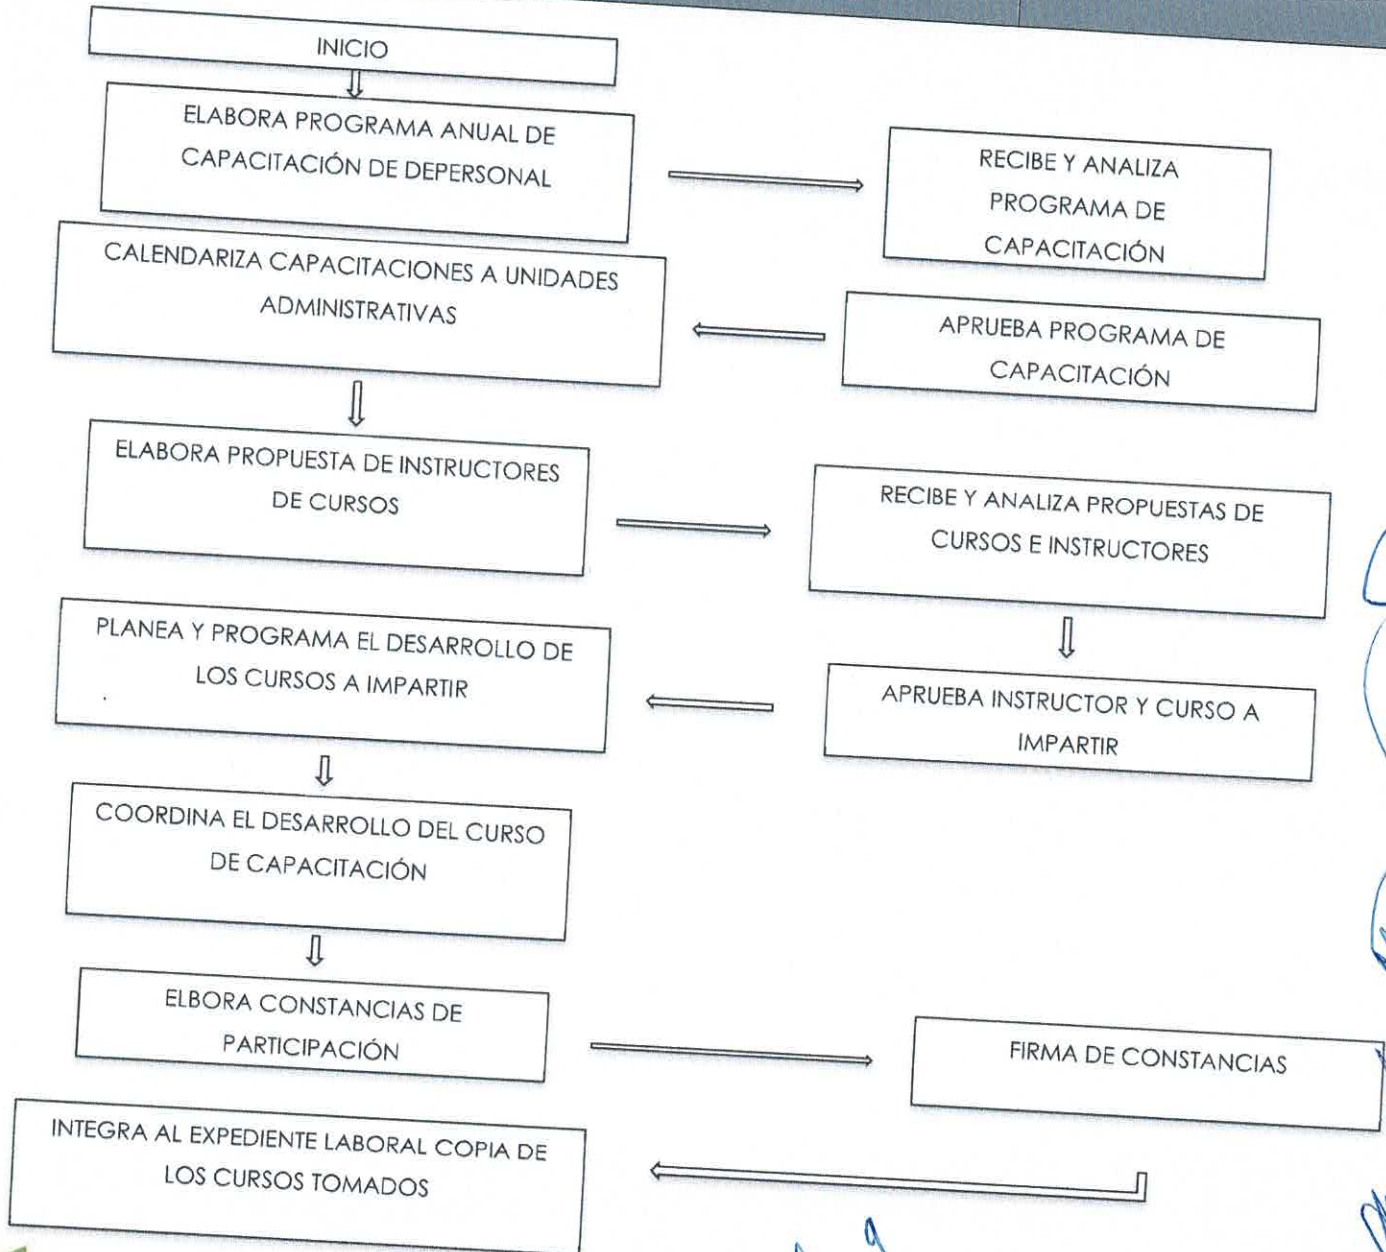 INICIO
ELABORA PROGRAMA ANUAL DE
CAPACITACIÓN DE DEPERSONAL
RECIBE Y ANALIZA
PROGRAMA DE
CAPACITACIÓN
CALENDARIZA CAPACITACIONES A UNIDADES
ADMINISTRATIVAS
APRUEBA PROGRAMA DE
CAPACITACIÓN
ELABORA PROPUESTA DE INSTRUCTORES
DE CURSOS
RECIBE Y ANALIZA PROPUESTAS DE
CURSOS E INSTRUCTORES
PLANEA Y PROGRAMA EL DESARROLLO DE
LOS CURSOS A IMPARTIR
APRUEBA INSTRUCTOR Y CURSO A
IMPARTIR
COORDINA EL DESARROLLO DEL CURSO
DE CAPACITACIÓN
ELBORA CONSTANCIAS DE
PARTICIPACIÓN
FIRMA DE CONSTANCIAS
INTEGRA AL EXPEDIENTE LABORAL COPIA DE
LOS CURSOS TOMADOS